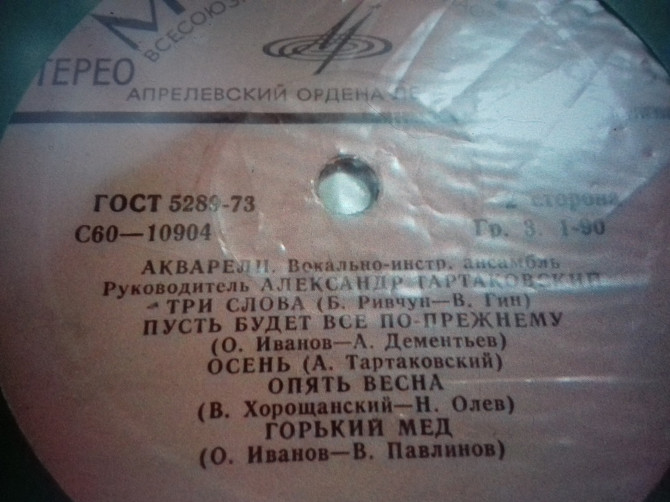 ВСЕСОЮЗ
ТЕРЕО
АПРЕЛЕВСКИЙ ОРДЕНА ЛЕ
ГОСТ 5289-73
2 сторона
С60—10904
Гр. 3. 1-90
АКВАРЕЛИ. Вокально-инстр. ансамбль
Руководитель АЛЕКСАНДР ТАРТАКОВСКИЙ
ТРИ СЛОВА (Б. Ривчун—В. Гин)
ПУСТЬ БУДЕТ ВСЕ ПО-ПРЕЖНЕМУ
(О. Иванов—А. Дементьев)
ОСЕНЬ (А. Тартаковский)
ОПЯТЬ ВЕСНА
(В. Хорощанский—Н. Олев)
ГОРЬКИЙ МЕД
(О. Иванов—В. Павлинов)